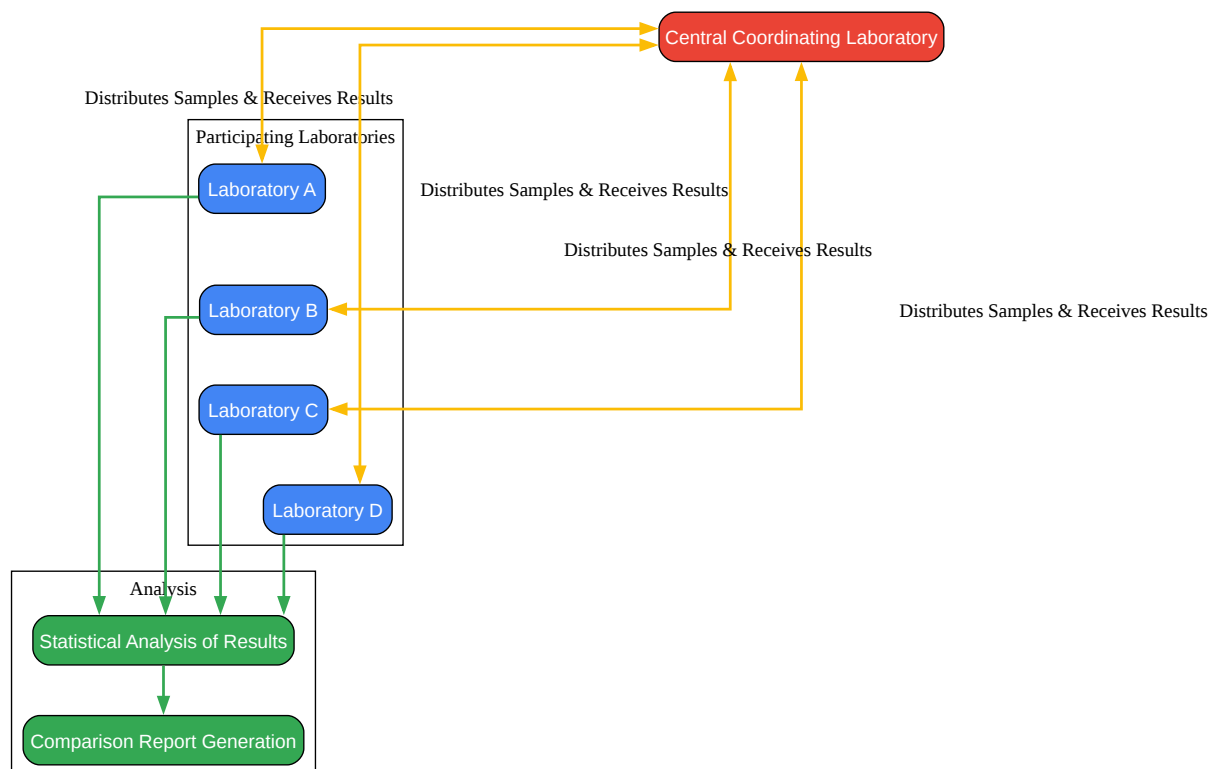 Central Coordinating Laboratory
Distributes Samples & Receives Results
Participating Laboratories
Laboratory A
Distributes Samples & Receives Results
Distributes Samples & Receives Results
Laboratory B
Distributes Samples & Receives Results
Laboratory C
Laboratory D
Analysis
Statistical Analysis of Results
Comparison Report Generation